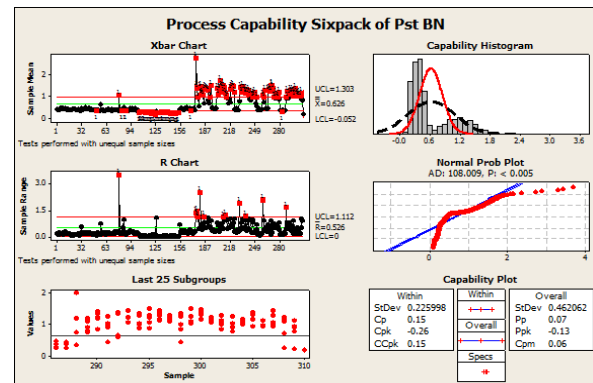 Process Capability Sixpack of Pst BN
Xbar Chart
Sample Mean
2
1
0
UCL=1.303
X=0.626
LCL=-0.052
1 32 63 94 125 156 187 218 249 280
Tests performed with unequal sample sizes
Capability Histogram
-0.0 0.6 1.2 1.8 2.4 3.0 3.6
R Chart
Sample Range
3.0
1.5
0.0
UCL=1.112
R=0.526
LCL=0
1 32 63 94 125 156 187 218 249 280
Tests performed with unequal sample sizes
Normal Prob Plot
AD: 108.009, P: < 0.005
0 2 4
Last 25 Subgroups
Values
2
1
0
290 295 300 305 310
Sample
Capability Plot
Within
StDev 0.225998
Cp 0.15
Cpk -0.26
CCpk 0.15
Within
Overall
Specs
Overall
StDev 0.462062
Pp 0.07
Ppk -0.13
Cpm 0.06